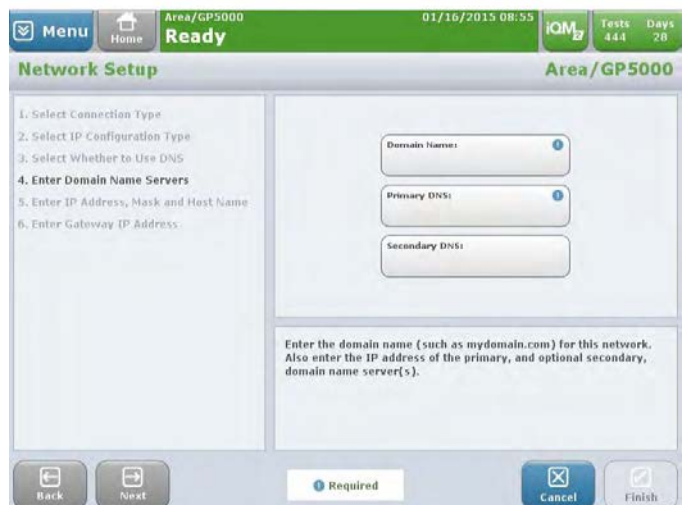 Menu
Home
Area/GP5000
Ready
01/16/2015 08:55
iQM2
Tests Days
444 28
Network Setup
Area/GP5000
1. Select Connection Type
2. Select IP Configuration Type
3. Select Whether to Use DNS
4. Enter Domain Name Servers
5. Enter IP Address, Mask and Host Name
6. Enter Gateway IP Address
Domain Name:
Primary DNS:
Secondary DNS:
Enter the domain name (such as mydomain.com) for this network.
Also enter the IP address of the primary, and optional secondary,
domain name server(s).
Back
Next
Required
Cancel
Finish